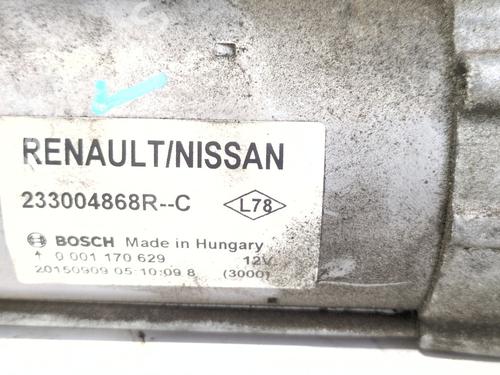 RENAULT/NISSAN
233004868R--C L78
BOSCH Made in Hungary
0 001 170 629 12V
20150909 05 10:09 8 (3000)